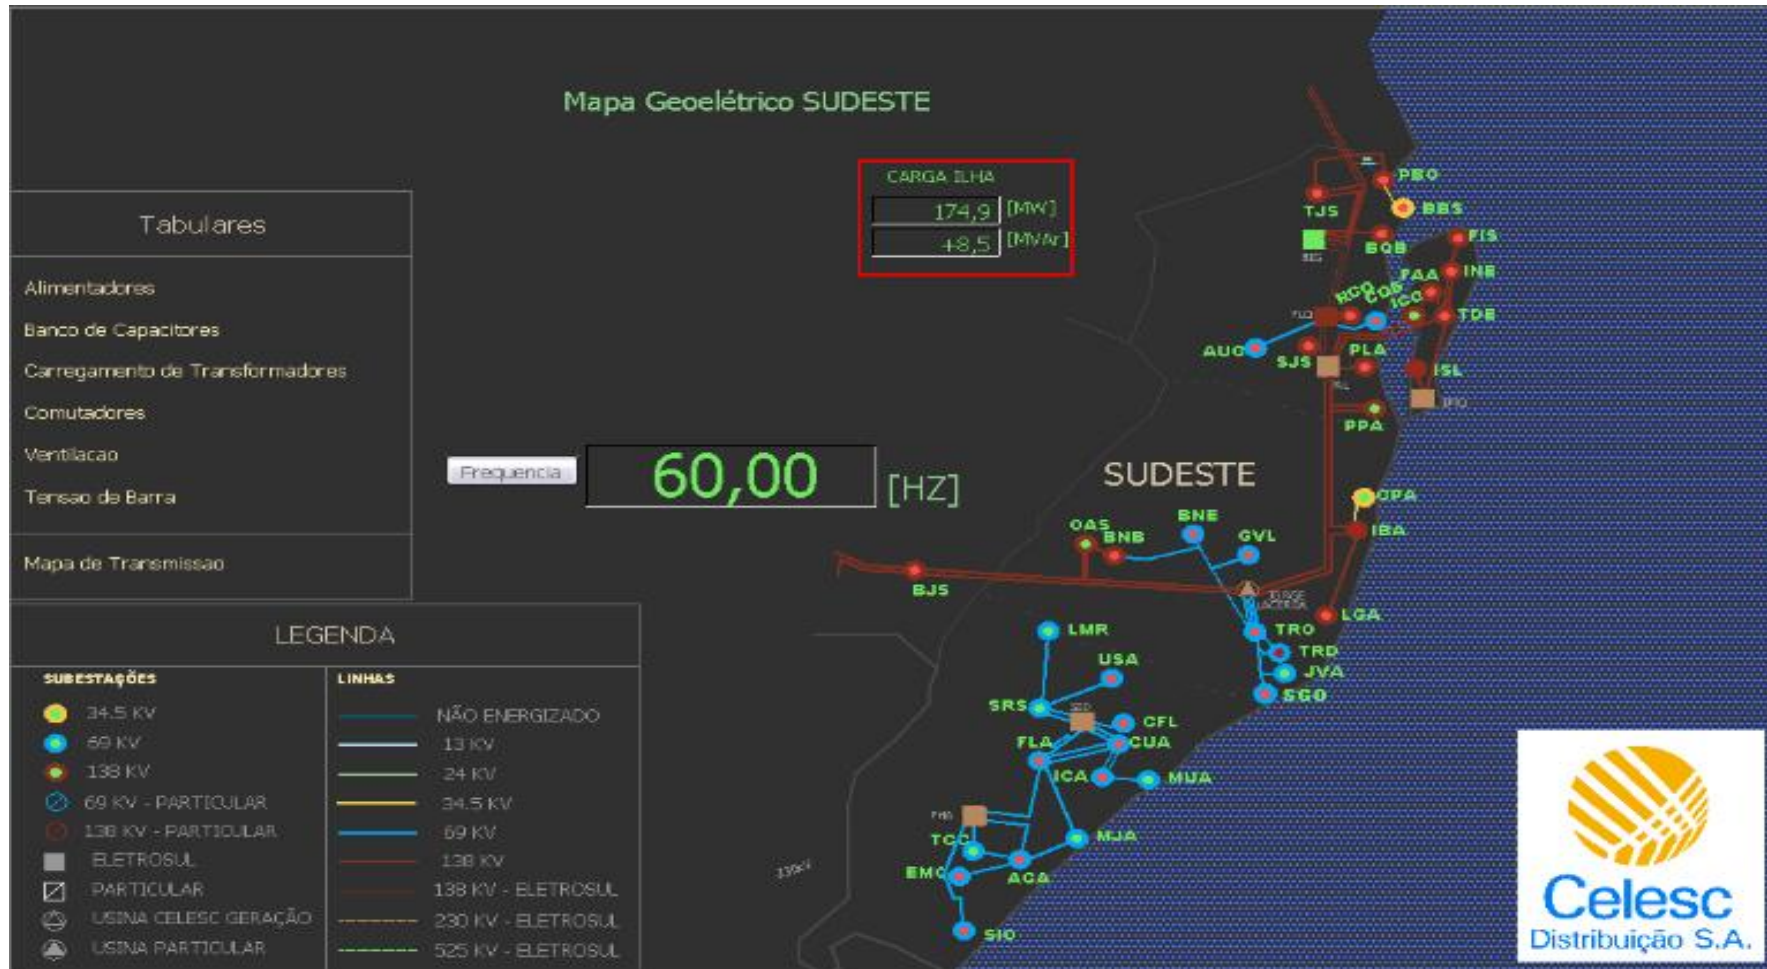 Mapa Geoelétrico SUDESTE
CARGA ILHA
174,9 [MW]
+8,5 [MVAr]
Tabulares
Alimentadores
Banco de Capacitores
Carregamento de Transformadores
Comutadores
Ventilacao
Tensao de Barra
Mapa de Transmissao
Frequencia
60,00 [HZ]
SUDESTE
PBO
TJS
BBS
BQB
FIS
FAA
INE
RCO
COS
ICO
TDE
AUC
SJS
PLA
ISL
PPA
OPA
IBA
OAS
BNB
BNE
GVL
BJS
JORGE
LACERDA
LGA
TRO
TRD
JVA
SGO
LMR
USA
SRS
CFL
FLA
CUA
ICA
MUA
TCC
MJA
EMC
ACA
SIO
230KV
LEGENDA
SUBESTAÇÕES
34.5 KV
69 KV
138 KV
69 KV - PARTICULAR
138 KV - PARTICULAR
ELETROSUL
PARTICULAR
USINA CELESC GERAÇÃO
USINA PARTICULAR
LINHAS
NÃO ENERGIZADO
13 KV
24 KV
34.5 KV
69 KV
138 KV
138 KV - ELETROSUL
230 KV - ELETROSUL
525 KV - ELETROSUL
Celesc
Distribuição S.A.